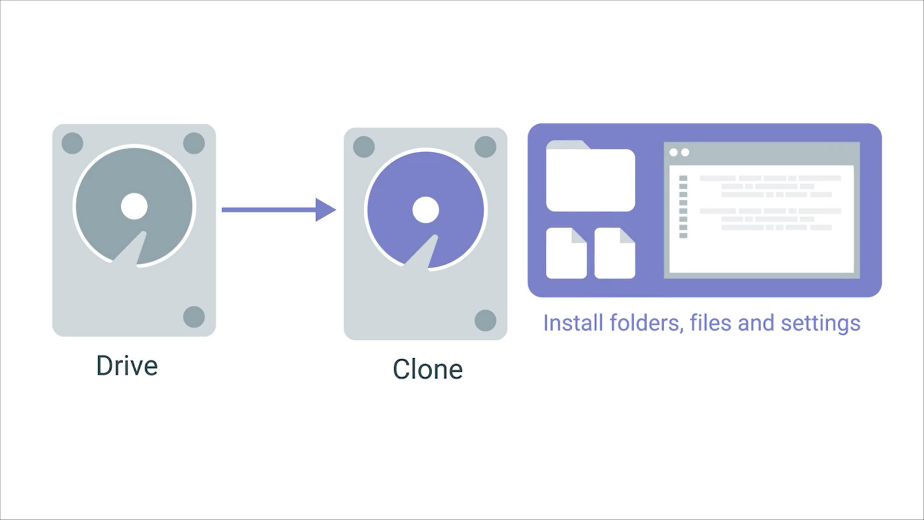 Install folders, files and settings
Drive
Clone